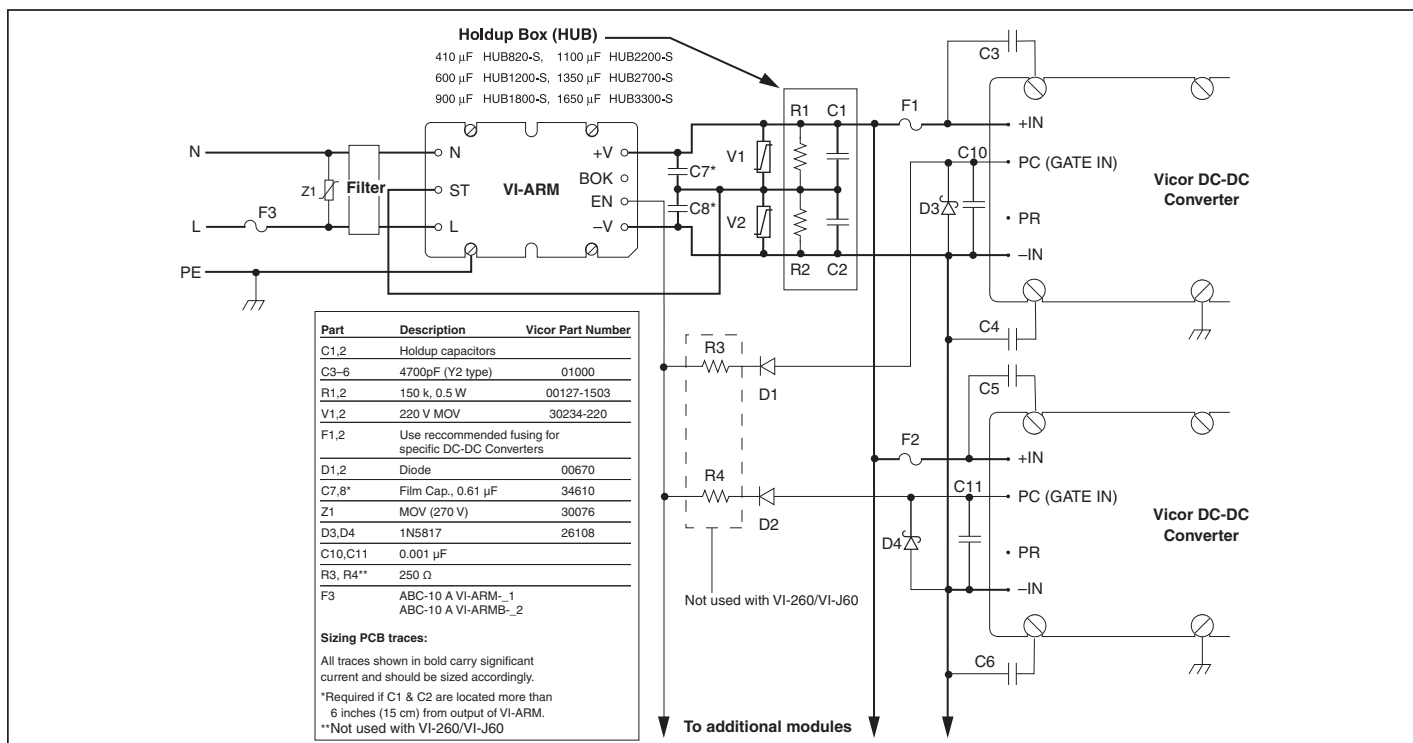 Holdup Box (HUB)
410 µF HUB820-S, 1100 µF HUB2200-S
600 µF HUB1200-S, 1350 µF HUB2700-S
900 µF HUB1800-S, 1650 µF HUB3300-S
C3
R1 C1
F1
+IN
N
N
+V
V1
C10
PC (GATE IN)
Z1
Filter
C7*
BOK
ST
VI-ARM
Vicor DC-DC
Converter
EN
C8*
D3
F3
V2
PR
L
L
–V
–IN
R2 C2
PE
C4
Part Description Vicor Part Number
C1,2 Holdup capacitors
C3–6 4700pF (Y2 type) 01000
R1,2 150 k, 0.5 W 00127-1503
V1,2 220 V MOV 30234-220
F1,2 Use reccommended fusing for
specific DC-DC Converters
D1,2 Diode 00670
C7,8* Film Cap., 0.61 µF 34610
Z1 MOV (270 V) 30076
D3,D4 1N5817 26108
C10,C11 0.001 µF
R3, R4** 250 Ω
F3 ABC-10 A VI-ARM-_1
ABC-10 A VI-ARMB-_2
Sizing PCB traces:
All traces shown in bold carry significant
current and should be sized accordingly.
*Required if C1 & C2 are located more than
6 inches (15 cm) from output of VI-ARM.
**Not used with VI-260/VI-J60
R3
D1
C5
F2
+IN
R4
C11
PC (GATE IN)
D2
Vicor DC-DC
Converter
D4
PR
–IN
Not used with VI-260/VI-J60
C6
To additional modules